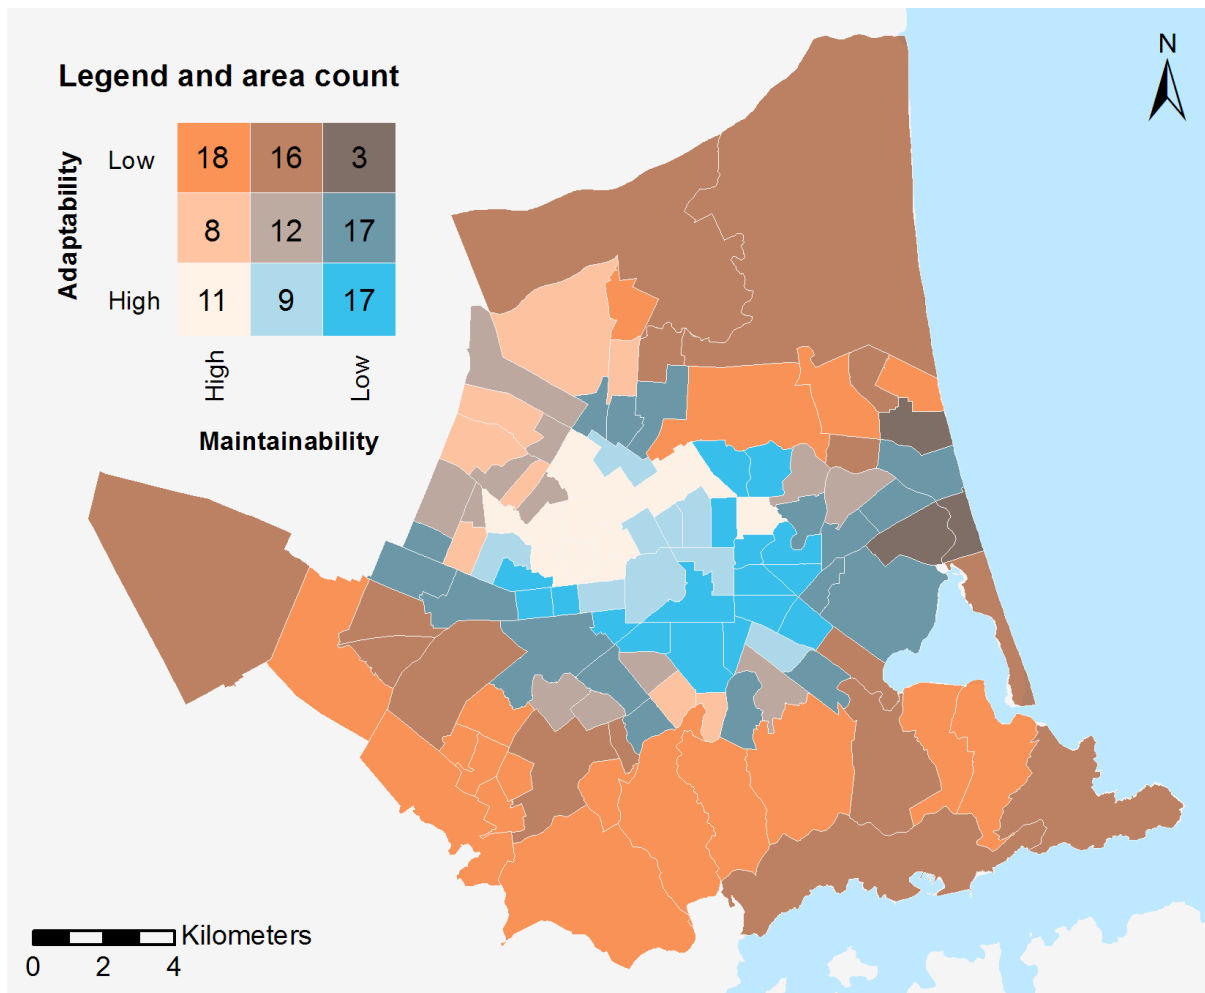 N
Legend and area count
Adaptability
Low 18 16 3
8 12 17
High 11 9 17
High Low
Maintainability
Kilometers
0 2 4